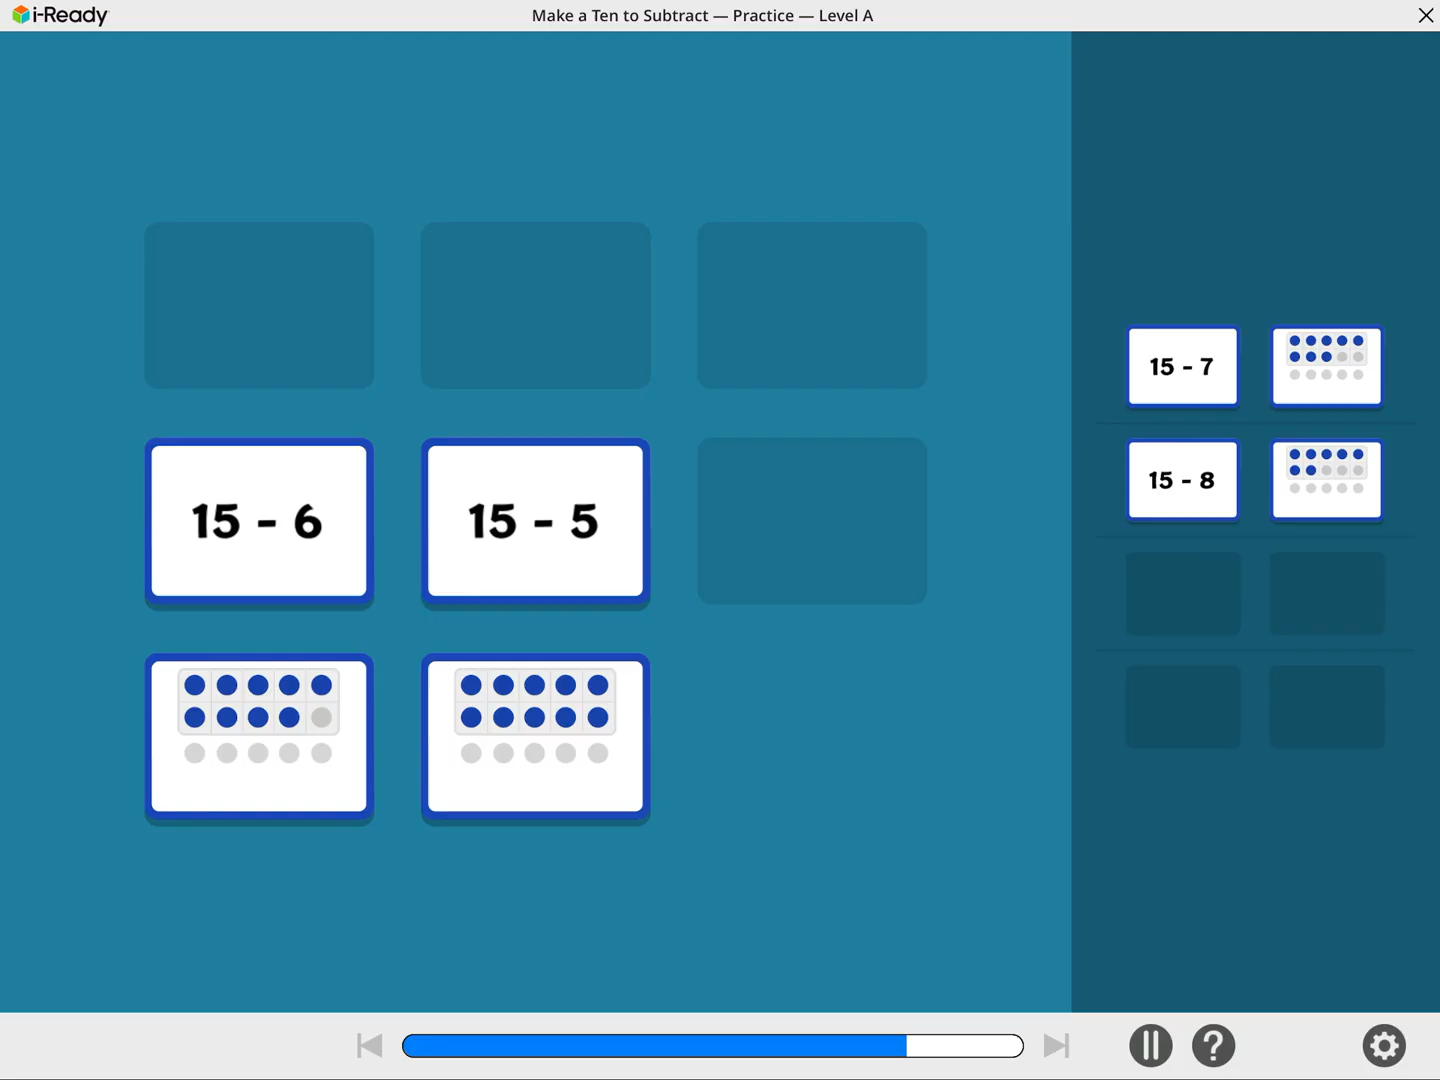 i-Ready
Make a Ten to Subtract — Practice — Level A
15 - 7
15 - 8
15 - 6
15 - 5
?